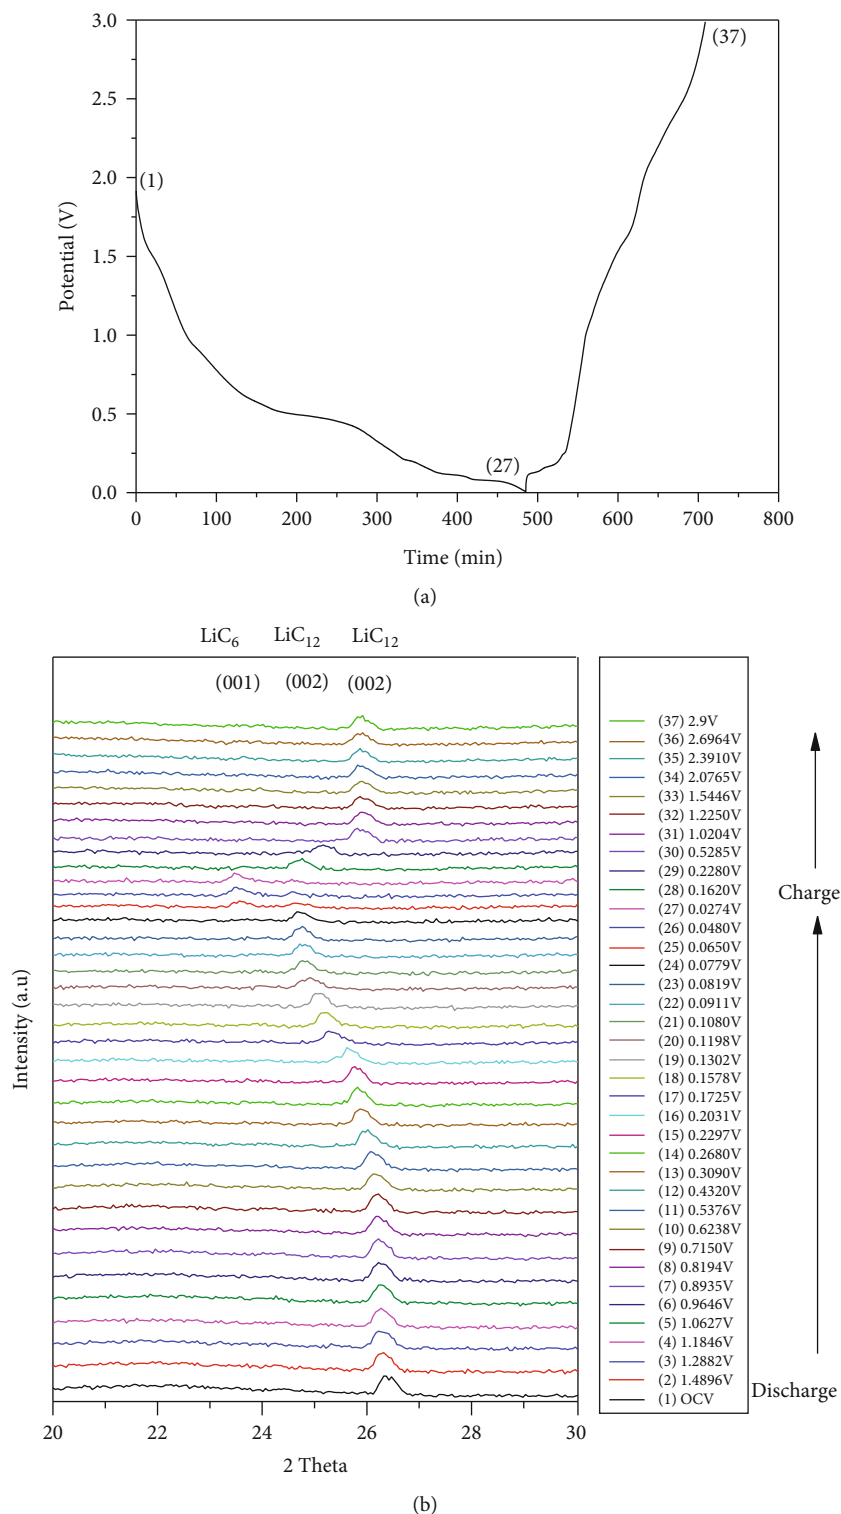 3.0
(37)
2.5
2.0
(1)
Potential (V)
1.5
1.0
0.5
(27)
0.0
0 100 200 300 400 500 600 700 800
Time (min)
(a)
LiC6 LiC12 LiC12
(001) (002) (002)
(37) 2.9V
(36) 2.6964V
(35) 2.3910V
(34) 2.0765V
(33) 1.5446V
(32) 1.2250V
(31) 1.0204V
(30) 0.5285V
(29) 0.2280V
(28) 0.1620V
(27) 0.0274V
(26) 0.0480V
(25) 0.0650V
(24) 0.0779V
(23) 0.0819V
(22) 0.0911V
(21) 0.1080V
(20) 0.1198V
(19) 0.1302V
(18) 0.1578V
(17) 0.1725V
(16) 0.2031V
(15) 0.2297V
(14) 0.2680V
(13) 0.3090V
(12) 0.4320V
(11) 0.5376V
(10) 0.6238V
(9) 0.7150V
(8) 0.8194V
(7) 0.8935V
(6) 0.9646V
(5) 1.0627V
(4) 1.1846V
(3) 1.2882V
(2) 1.4896V
(1) OCV
Charge
Discharge
Intensity (a.u)
20 22 24 26 28 30
2 Theta
(b)